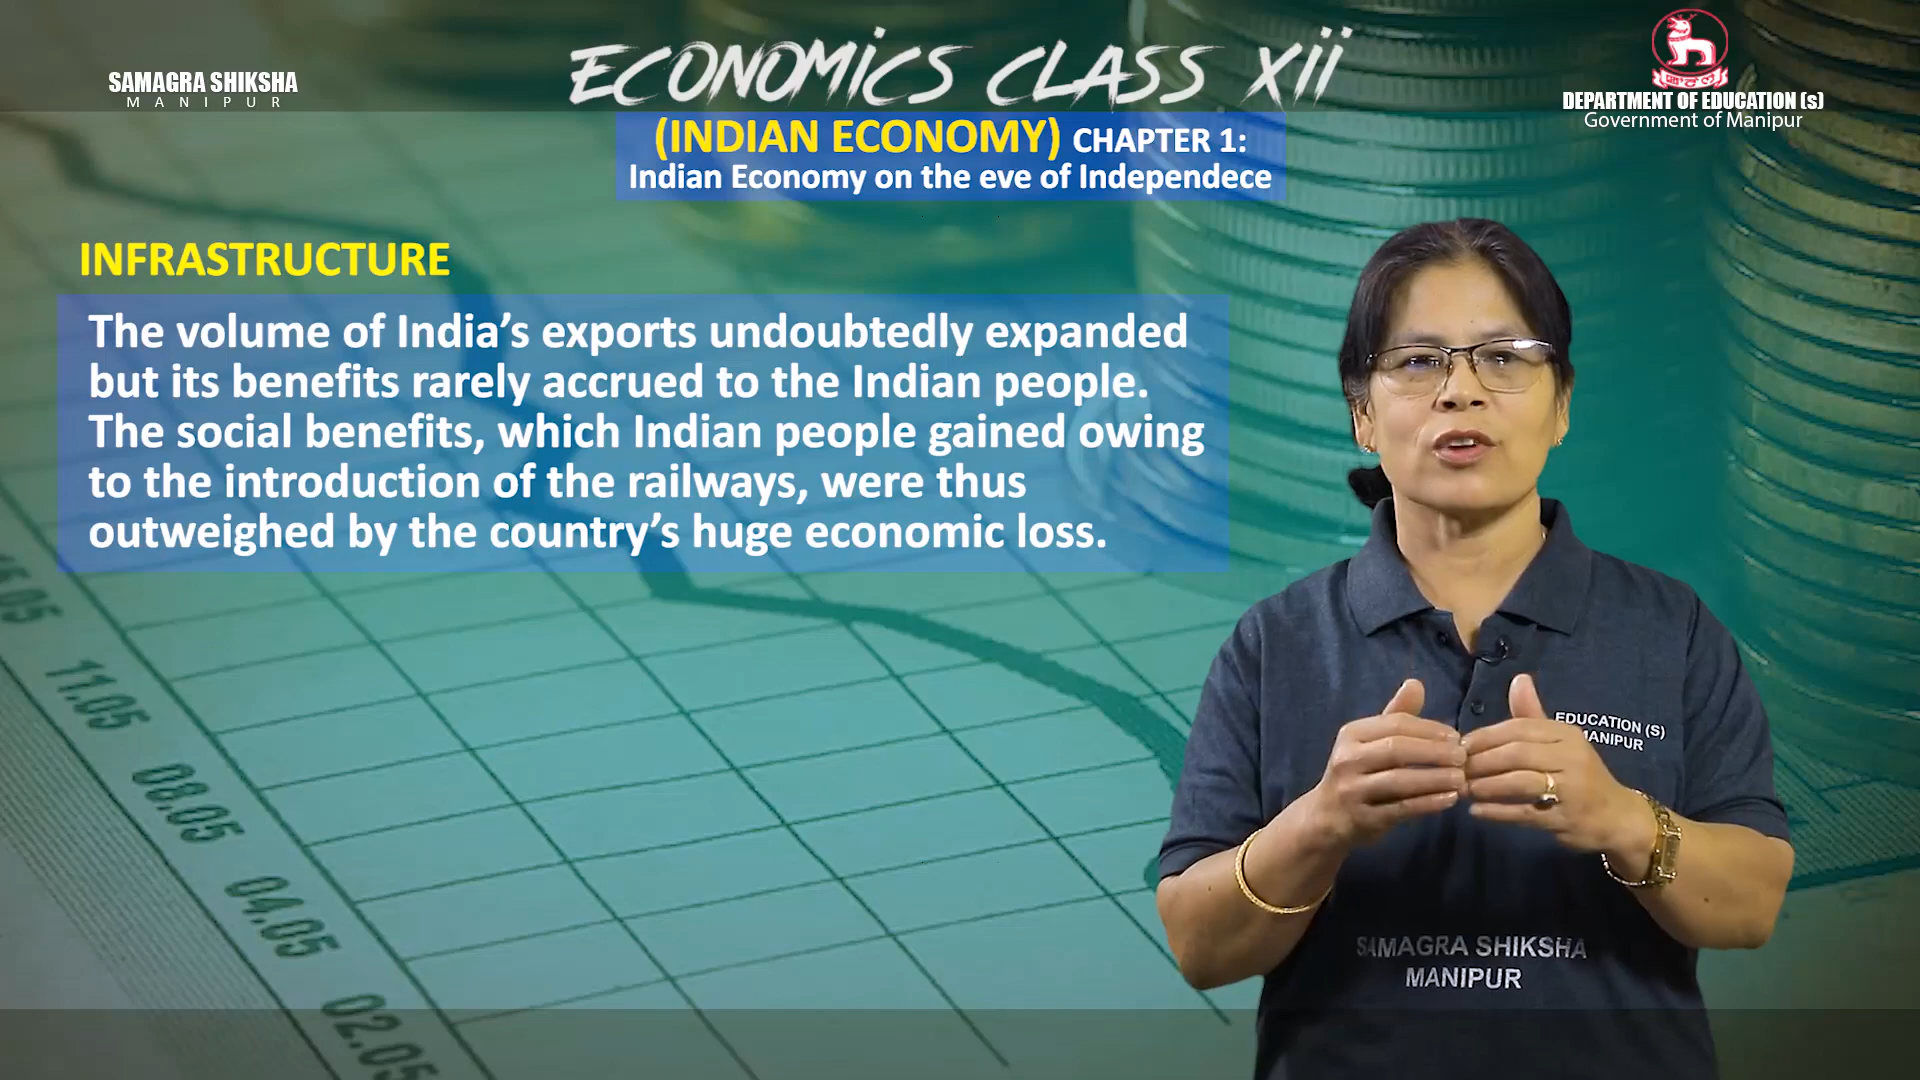 SAMAGRA SHIKSHA
MANIPUR
ECONOMICS CLASS XII
DEPARTMENT OF EDUCATION (s)
Government of Manipur
(INDIAN ECONOMY) CHAPTER 1:
Indian Economy on the eve of Independece
INFRASTRUCTURE
The volume of India's exports undoubtedly expanded
but its benefits rarely accrued to the Indian people.
The social benefits, which Indian people gained owing
to the introduction of the railways, were thus
outweighed by the country's huge economic loss.
11.05
08.05
04.05
02.05
EDUCATION (S)
MANIPUR
SAMAGRA SHIKSHA
MANIPUR